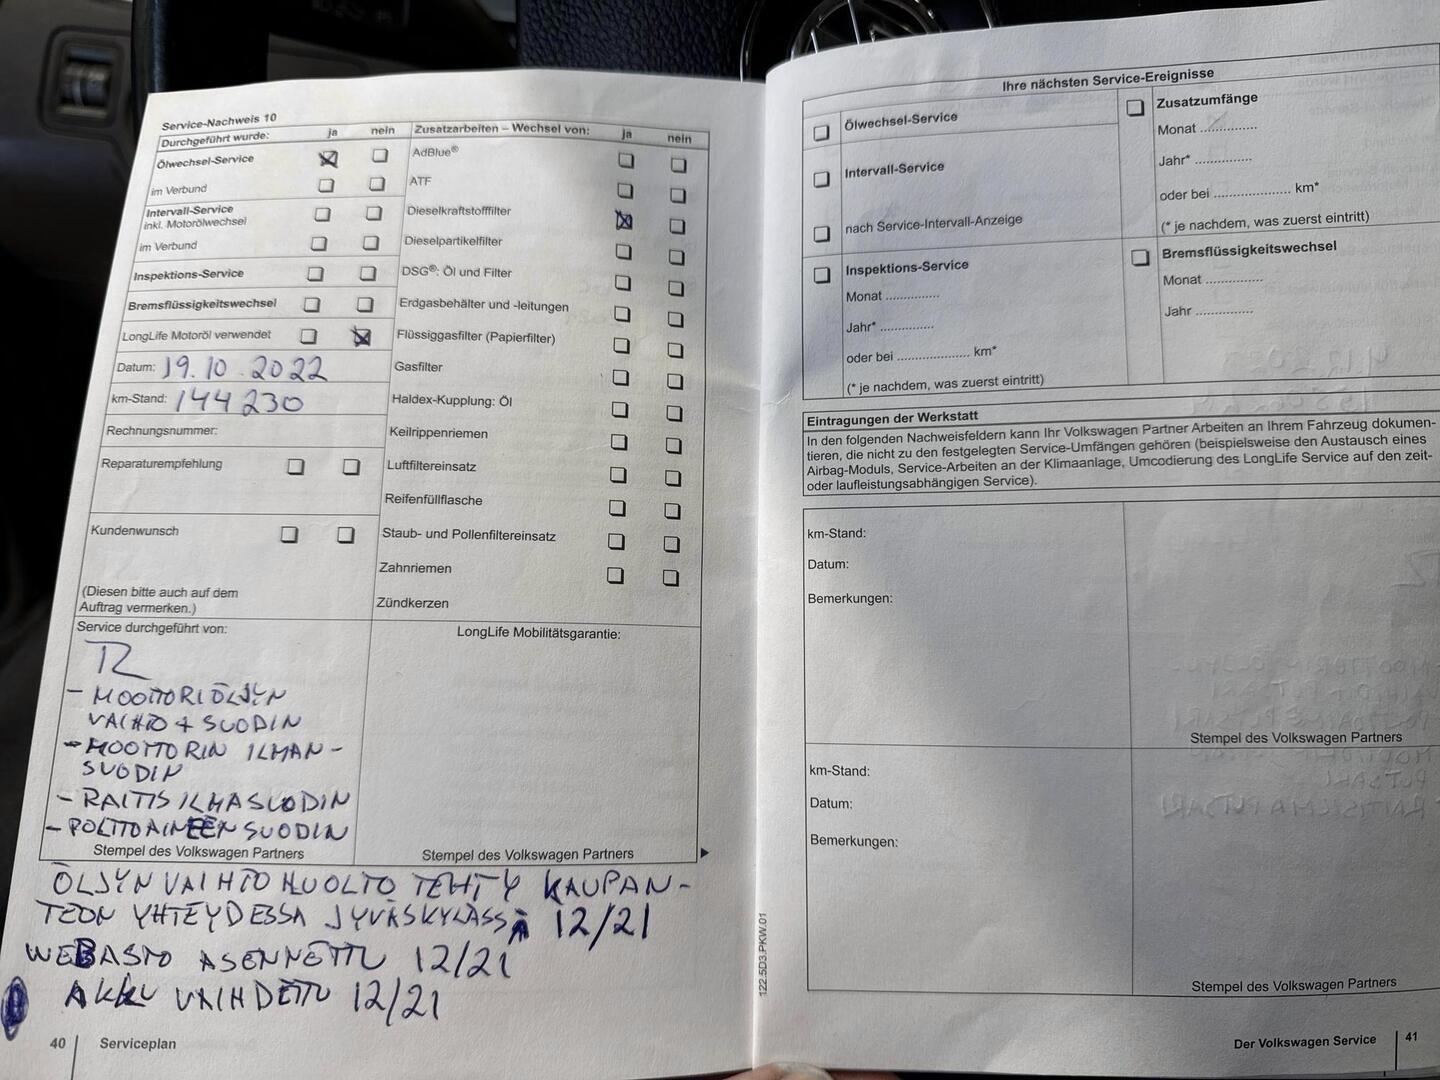 Service-Nachweis 10
Durchgeführt wurde: ja nein
Ölwechsel-Service
im Verbund
Intervall-Service
inkl. Motorölwechsel
im Verbund
Inspektions-Service
Bremsflüssigkeitswechsel
LongLife Motoröl verwendet
Datum: 19.10.2022
km-Stand: 144230
Rechnungsnummer:
Reparaturempfehlung
Kundenwunsch
(Diesen bitte auch auf dem
Auftrag vermerken.)
Zusatzarbeiten – Wechsel von: ja nein
AdBlue®
ATF
Dieselkraftstofffilter
Dieselpartikelfilter
DSG®: Öl und Filter
Erdgasbehälter und -leitungen
Flüssiggasfilter (Papierfilter)
Gasfilter
Haldex-Kupplung: Öl
Keilrippenriemen
Luftfiltereinsatz
Reifenfüllflasche
Staub- und Pollenfiltereinsatz
Zahnriemen
Zündkerzen
Service durchgeführt von:
- MOOTTORIÖLJYN
VAIHTO + SUODIN
- MOOTTORIN ILMAN-
SUODIN
- RAITIS ILMASUODIN
- POLTTOAINEEN SUODIN
Stempel des Volkswagen Partners
LongLife Mobilitätsgarantie:
Stempel des Volkswagen Partners
ÖLJYN VAIHTO HUOLTO TEHTY KAUPAN-
TEON YHTEYDESSÄ JYVÄSKYLÄSSÄ 12/21
WEBASTO ASENNETTU 12/21
AKKU VAIHDETTU 12/21
40 Serviceplan
Ihre nächsten Service-Ereignisse
Ölwechsel-Service
Intervall-Service
nach Service-Intervall-Anzeige
Inspektions-Service
Monat ...............
Jahr* ...............
oder bei .................... km*
(* je nachdem, was zuerst eintritt)
Zusatzumfänge
Monat ................
Jahr* ................
oder bei ...................... km*
(* je nachdem, was zuerst eintritt)
Bremsflüssigkeitswechsel
Monat ................
Jahr ................
Eintragungen der Werkstatt
In den folgenden Nachweisfeldern kann Ihr Volkswagen Partner Arbeiten an Ihrem Fahrzeug dokumen-
tieren, die nicht zu den festgelegten Service-Umfängen gehören (beispielsweise den Austausch eines
Airbag-Moduls, Service-Arbeiten an der Klimaanlage, Umcodierung des LongLife Service auf den zeit-
oder laufleistungsabhängigen Service).
km-Stand:
Datum:
Bemerkungen:
Stempel des Volkswagen Partners
km-Stand:
Datum:
Bemerkungen:
Stempel des Volkswagen Partners
122.5D3.PKW.01
Der Volkswagen Service 41